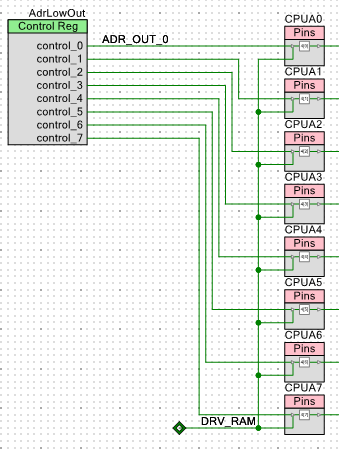 AdrLowOut
Control Reg
control_0
control_1
control_2
control_3
control_4
control_5
control_6
control_7
ADR_OUT_0
CPUA0
Pins
CPUA1
Pins
CPUA2
Pins
CPUA3
Pins
CPUA4
Pins
CPUA5
Pins
CPUA6
Pins
CPUA7
Pins
DRV_RAM